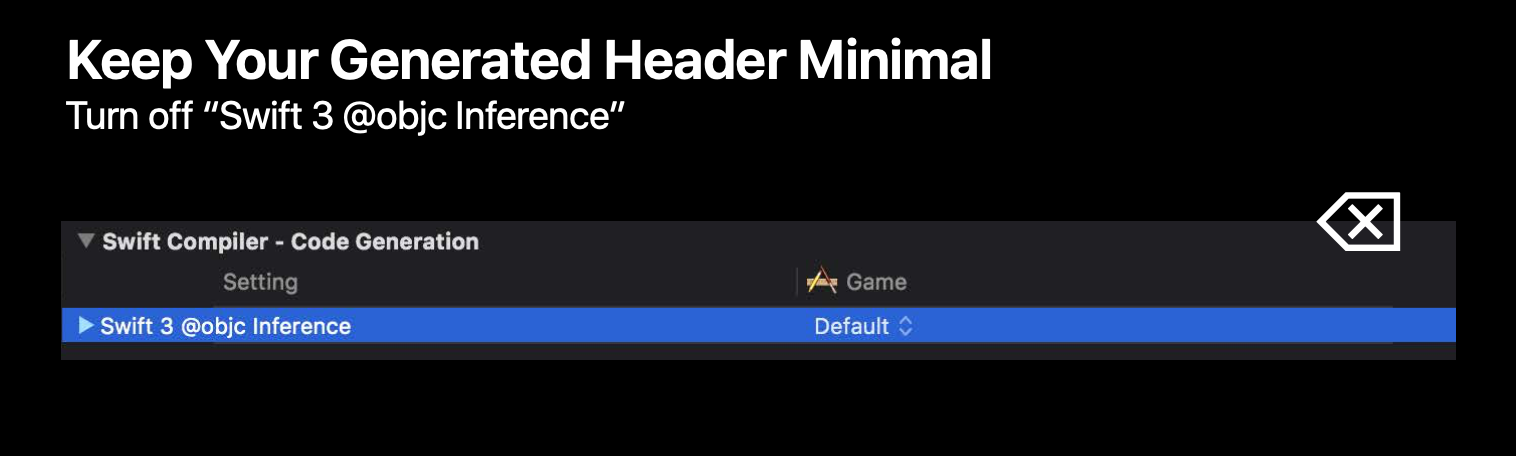 Keep Your Generated Header Minimal
Turn off “Swift 3 @objc Inference”
Swift Compiler - Code Generation
Setting Game
Swift 3 @objc Inference Default